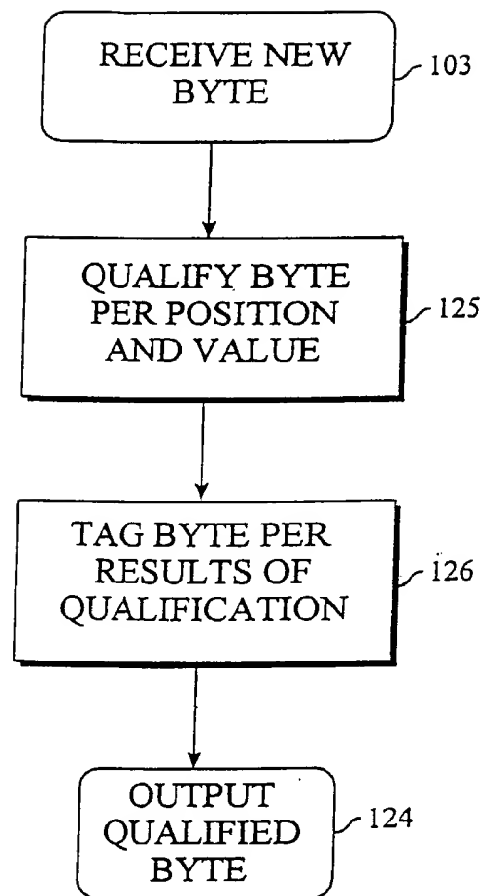 RECEIVE NEW
BYTE
103
QUALIFY BYTE
PER POSITION
AND VALUE
125
TAG BYTE PER
RESULTS OF
QUALIFICATION
126
OUTPUT
QUALIFIED
BYTE
124